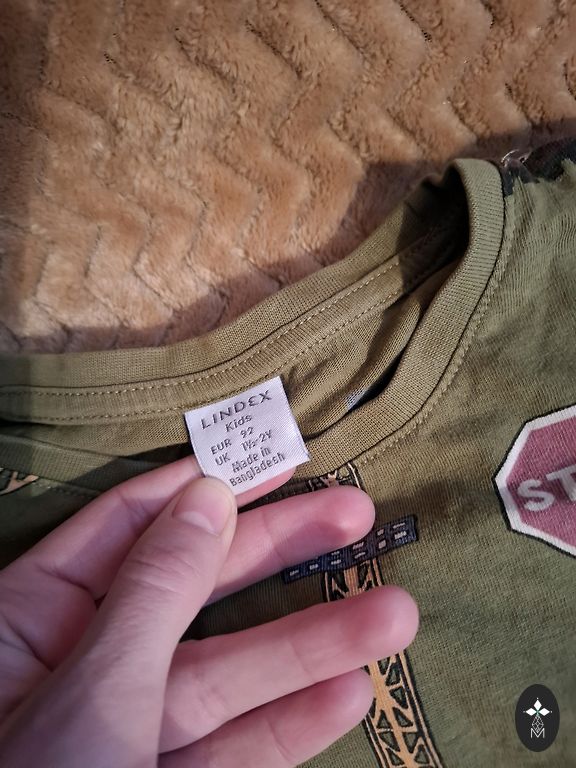 LINDEX
Kids
EUR 92
UK 1½-2Y
Made in
Bangladesh
ST
M